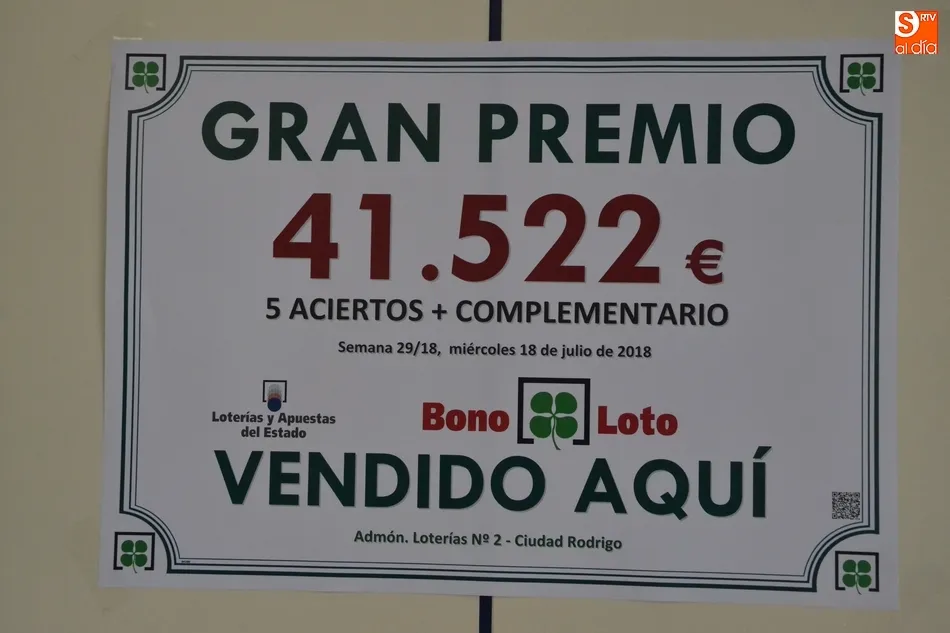 S RTV
al día
GRAN PREMIO
41.522 €
5 ACIERTOS + COMPLEMENTARIO
Semana 29/18, miércoles 18 de julio de 2018
Loterías y Apuestas
del Estado
Bono Loto
VENDIDO AQUÍ
Admón. Loterías Nº 2 - Ciudad Rodrigo